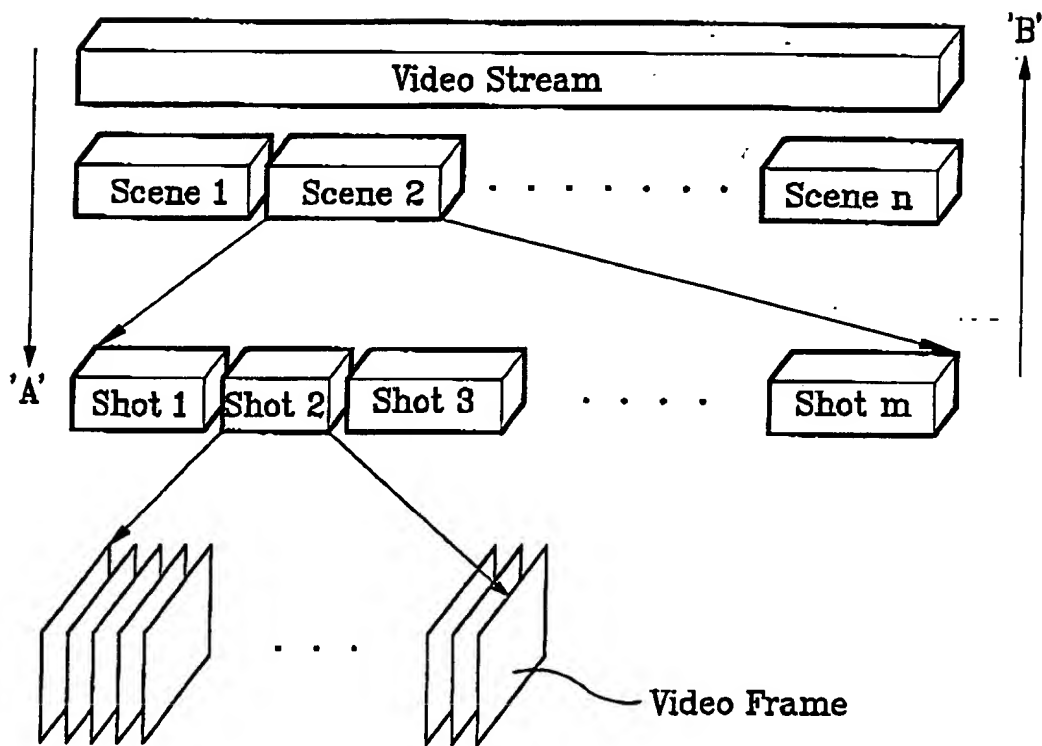 'B'
Video Stream
Scene 1 Scene 2 . . . . . . . Scene n
'A'
Shot 1 Shot 2 Shot 3 . . . . Shot m
. . .
Video Frame